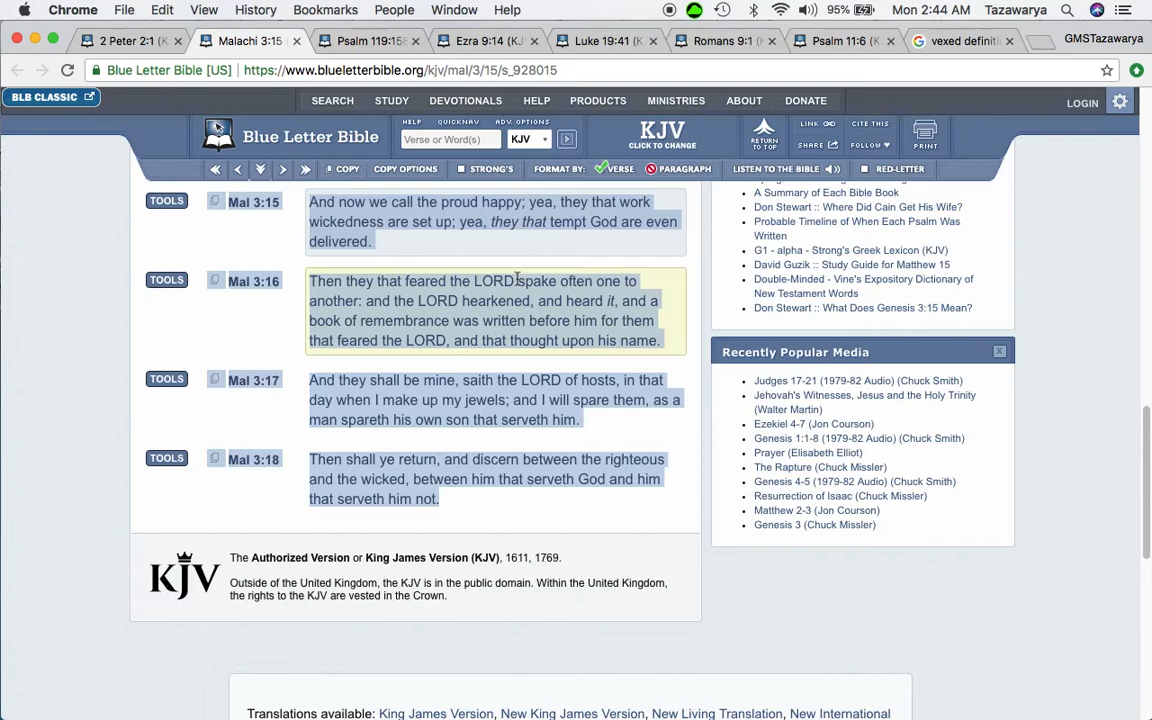 Chrome File Edit View History Bookmarks People Window Help 95% Mon 2:44 AM Tazawarya
2 Peter 2:1 (KJV × Malachi 3:15 × Psalm 119:156 × Ezra 9:14 (KJ × Luke 19:41 (K × Romans 9:1 ( × Psalm 11:6 (K × vexed definiti × GMSTazawarya
Blue Letter Bible [US] https://www.blueletterbible.org/kjv/mal/3/15/s_928015
BLB CLASSIC
SEARCH STUDY DEVOTIONALS HELP PRODUCTS MINISTRIES ABOUT DONATE LOGIN
Blue Letter Bible
HELP QUICKNAV ADV. OPTIONS
Verse or Word(s) KJV
KJV
CLICK TO CHANGE
RETURN TO TOP
LINK CITE THIS
SHARE FOLLOW
PRINT
COPY COPY OPTIONS STRONG'S FORMAT BY: VERSE PARAGRAPH LISTEN TO THE BIBLE RED-LETTER
TOOLS Mal 3:15 And now we call the proud happy; yea, they that work
wickedness are set up; yea, they that tempt God are even
delivered.
TOOLS Mal 3:16 Then they that feared the LORD spake often one to
another: and the LORD hearkened, and heard it, and a
book of remembrance was written before him for them
that feared the LORD, and that thought upon his name.
TOOLS Mal 3:17 And they shall be mine, saith the LORD of hosts, in that
day when I make up my jewels; and I will spare them, as a
man spareth his own son that serveth him.
TOOLS Mal 3:18 Then shall ye return, and discern between the righteous
and the wicked, between him that serveth God and him
that serveth him not.
KJV
The Authorized Version or King James Version (KJV), 1611, 1769.
Outside of the United Kingdom, the KJV is in the public domain. Within the United Kingdom,
the rights to the KJV are vested in the Crown.
A Summary of Each Bible Book
Don Stewart :: Where Did Cain Get His Wife?
Probable Timeline of When Each Psalm Was
Written
G1 - alpha - Strong's Greek Lexicon (KJV)
David Guzik :: Study Guide for Matthew 15
Non-Demand - Vine's Expository Dictionary of
New Testament Words
Don Stewart :: What Does Genesis 3:15 Mean?
Recently Popular Media
Judges 17-21 (1979-82 Audio) (Chuck Smith)
Jehovah's Witnesses, Jesus and the Holy Trinity
(Walter Martin)
Ezekiel 4-7 (Jon Courson)
Genesis 1:1-8 (1979-82 Audio) (Chuck Smith)
Prayer (Elisabeth Elliot)
The Rapture (Chuck Missler)
Genesis 4-5 (1979-82 Audio) (Chuck Smith)
Resurrection of Isaac (Chuck Missler)
Matthew 2-3 (Jon Courson)
Genesis 3 (Chuck Missler)
Translations available: King James Version, New King James Version, New Living Translation, New International